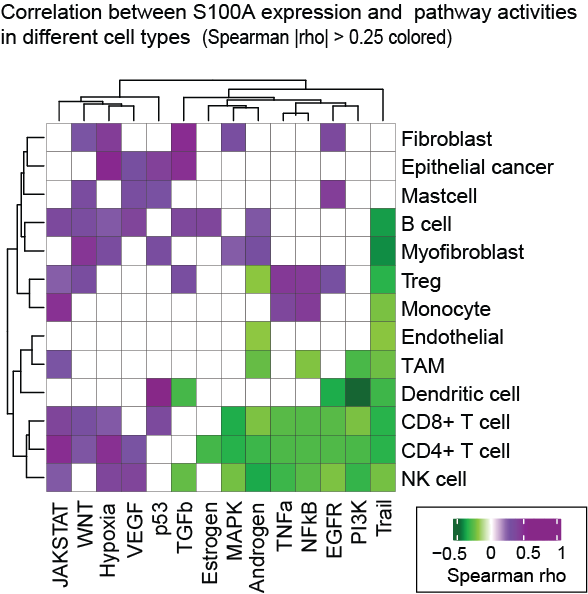 Correlation between S100A expression and pathway activities
in different cell types (Spearman |rho| > 0.25 colored)
Fibroblast
Epithelial cancer
Mastcell
B cell
Myofibroblast
Treg
Monocyte
Endothelial
TAM
Dendritic cell
CD8+ T cell
CD4+ T cell
NK cell
JAKSTAT
WNT
Hypoxia
VEGF
p53
TGFb
Estrogen
MAPK
Androgen
TNFa
NFkB
EGFR
PI3K
Trail
−0.5 0 0.5 1
Spearman rho